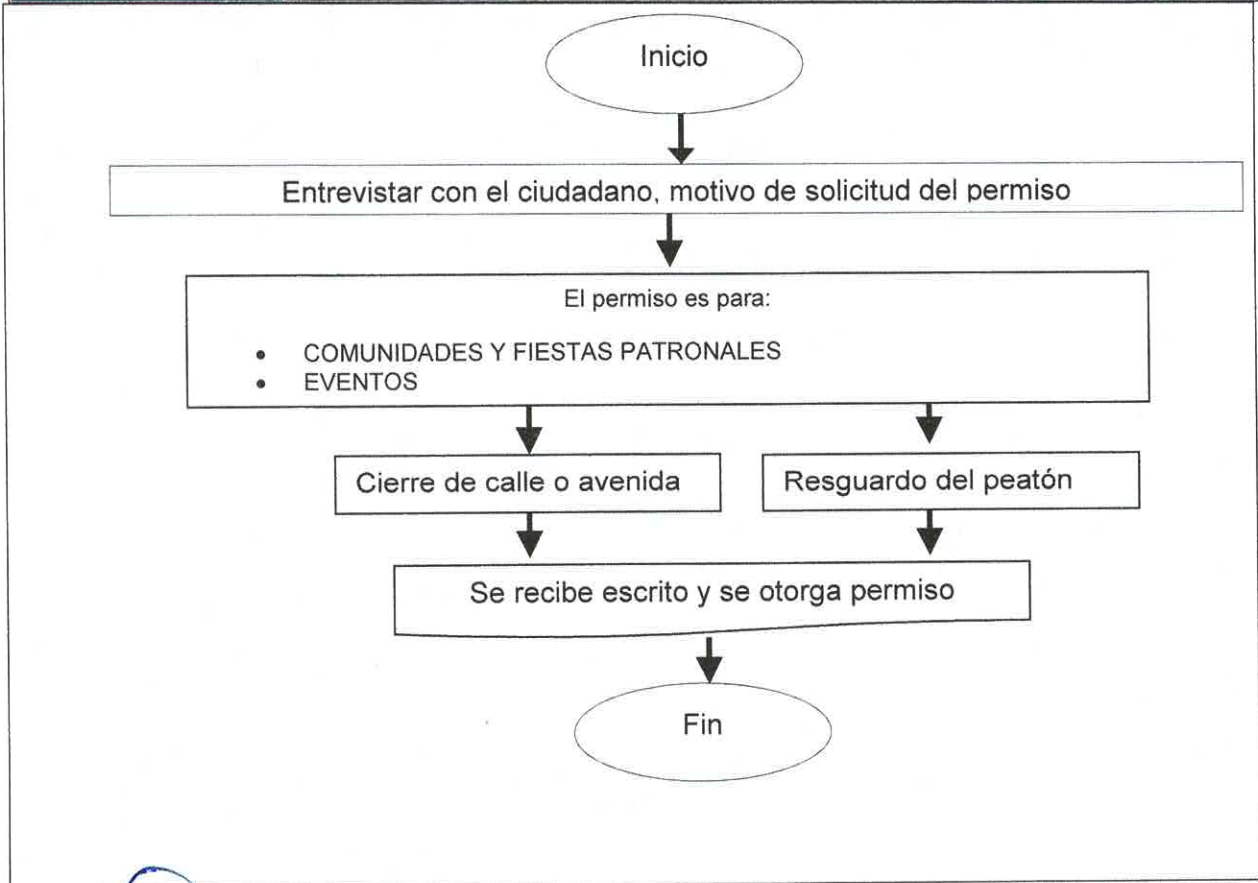 Inicio
Entrevistar con el ciudadano, motivo de solicitud del permiso
El permiso es para:
• COMUNIDADES Y FIESTAS PATRONALES
• EVENTOS
Cierre de calle o avenida
Resguardo del peatón
Se recibe escrito y se otorga permiso
Fin